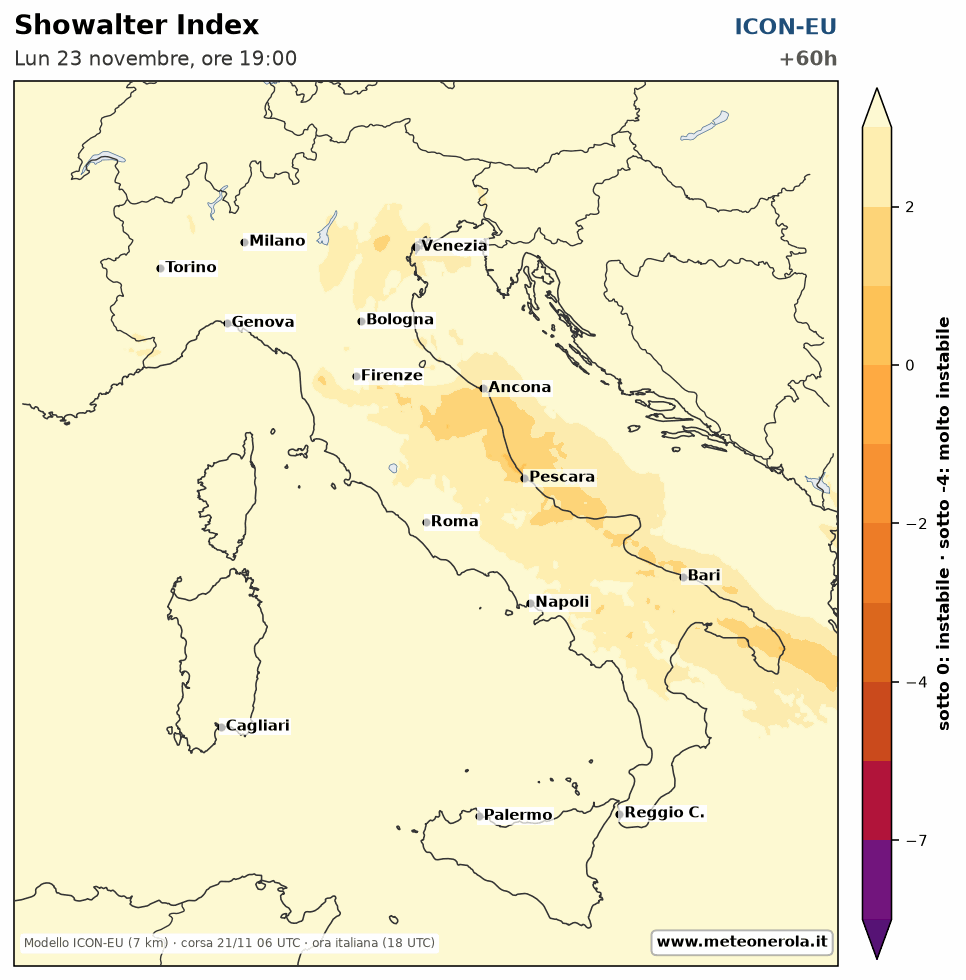 Showalter Index
ICON-EU
Lun 23 novembre, ore 19:00
+60h
Milano
Venezia
Torino
Genova
Bologna
Firenze
Ancona
Pescara
Roma
Bari
Napoli
Cagliari
Palermo
Reggio C.
2
0
−2
−4
−7
sotto 0: instabile · sotto -4: molto instabile
Modello ICON-EU (7 km) · corsa 21/11 06 UTC · ora italiana (18 UTC)
www.meteonerola.it